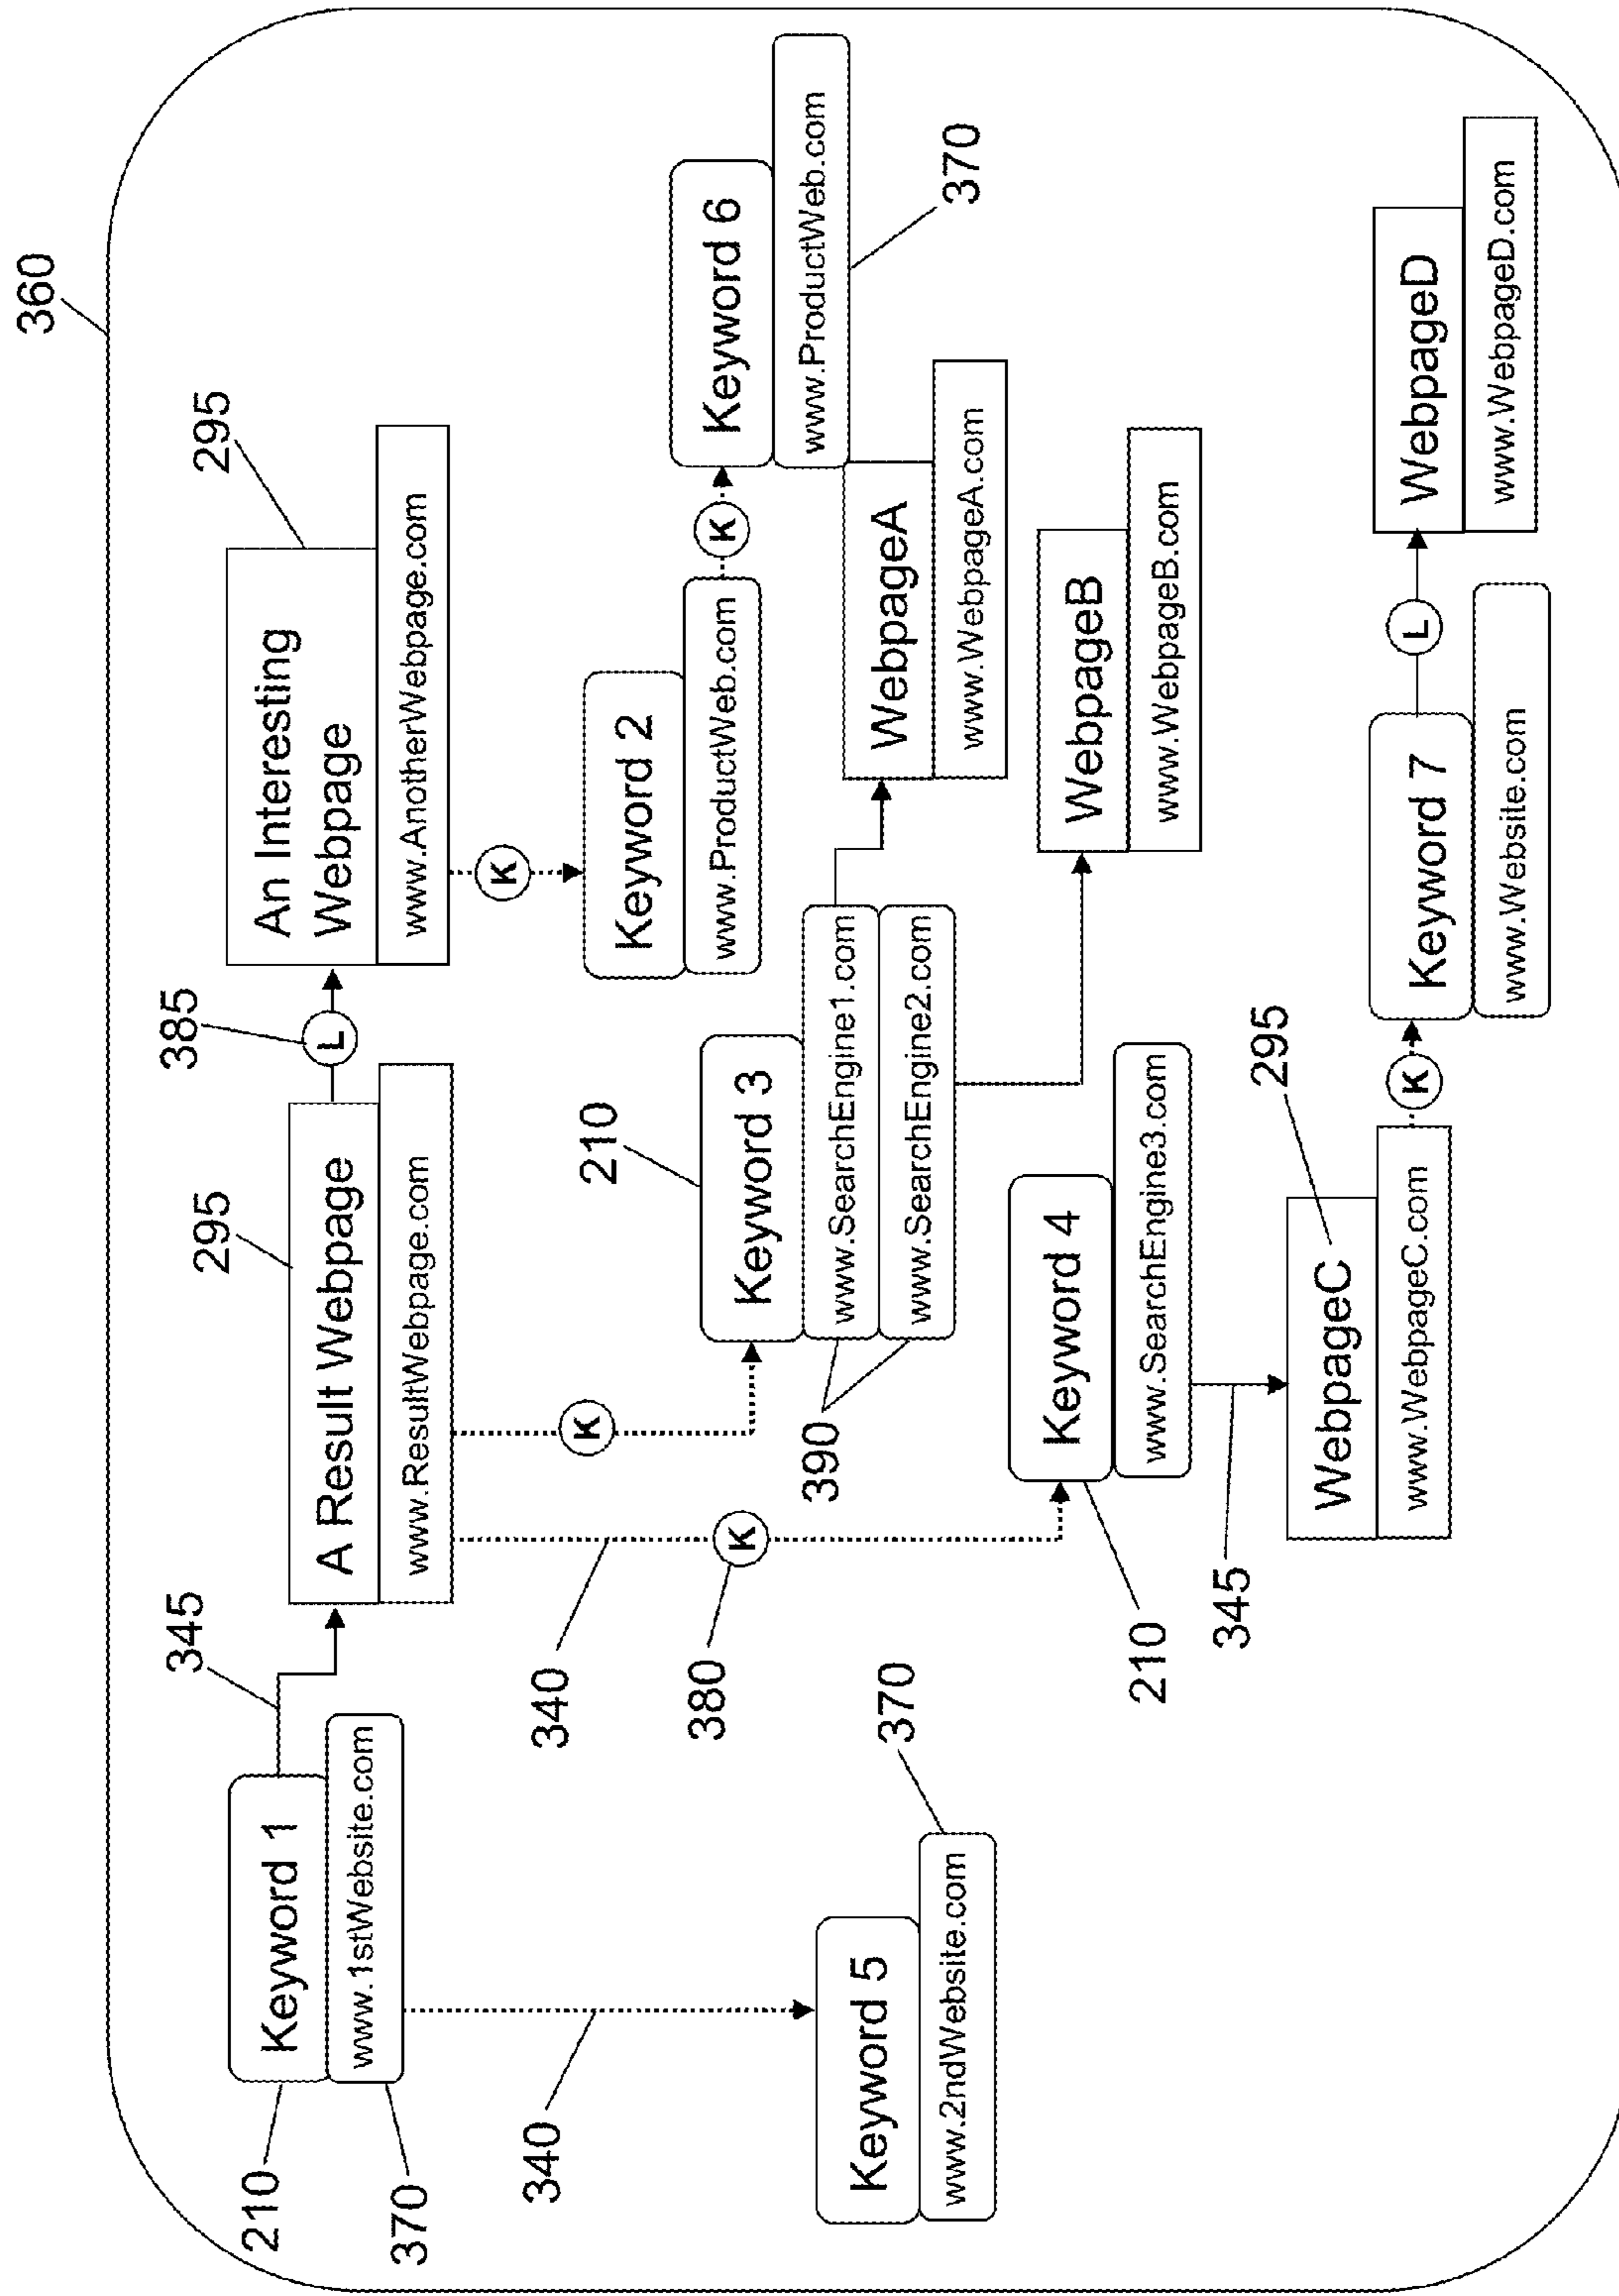 360
210
Keyword 1
www.1stWebsite.com
370
345
295
A Result Webpage
www.ResultWebpage.com
385
L
295
An Interesting
Webpage
www.AnotherWebpage.com
K
Keyword 2
www.ProductWeb.com
K
Keyword 6
www.ProductWeb.com
370
340
Keyword 5
www.2ndWebsite.com
370
340
K
380
K
210
Keyword 3
www.SearchEngine1.com
www.SearchEngine2.com
390
WebpageA
www.WebpageA.com
WebpageB
www.WebpageB.com
Keyword 4
www.SearchEngine3.com
210
345
WebpageC
www.WebpageC.com
295
K
Keyword 7
www.Website.com
L
WebpageD
www.WebpageD.com